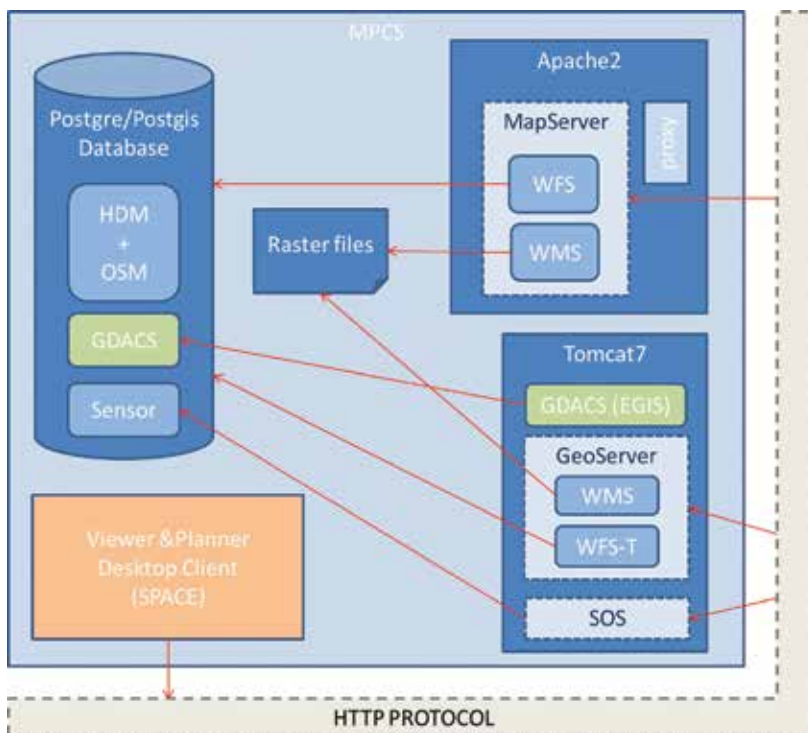 MPCS
Postgre/Postgis
Database
HDM
+
OSM
GDACS
Sensor
Raster files
Apache2
MapServer
WFS
WMS
proxy
Tomcat7
GDACS (EGIS)
GeoServer
WMS
WFS-T
SOS
Viewer &Planner
Desktop Client
(SPACE)
HTTP PROTOCOL